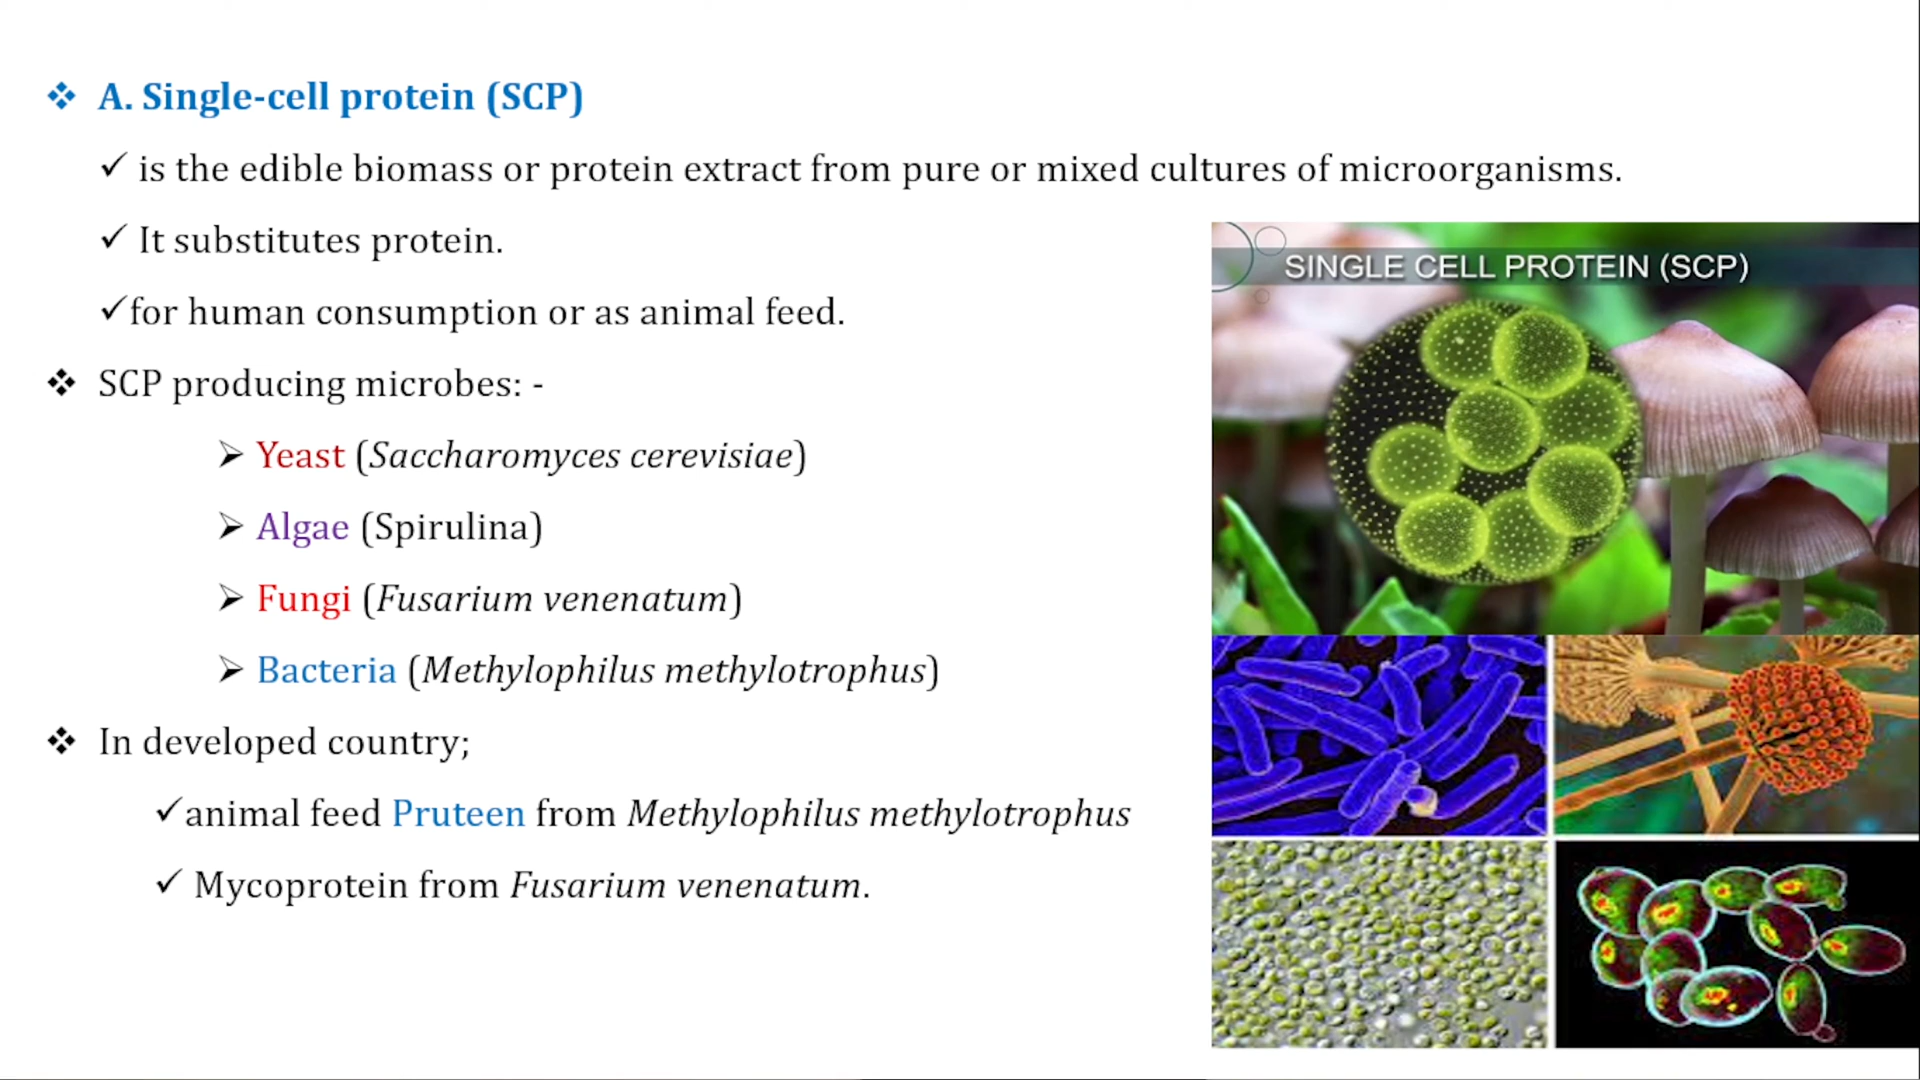 A. Single-cell protein (SCP)
is the edible biomass or protein extract from pure or mixed cultures of microorganisms.
It substitutes protein.
for human consumption or as animal feed.
SCP producing microbes: -
Yeast (Saccharomyces cerevisiae)
Algae (Spirulina)
Fungi (Fusarium venenatum)
Bacteria (Methylophilus methylotrophus)
In developed country;
animal feed Pruteen from Methylophilus methylotrophus
Mycoprotein from Fusarium venenatum.
SINGLE CELL PROTEIN (SCP)